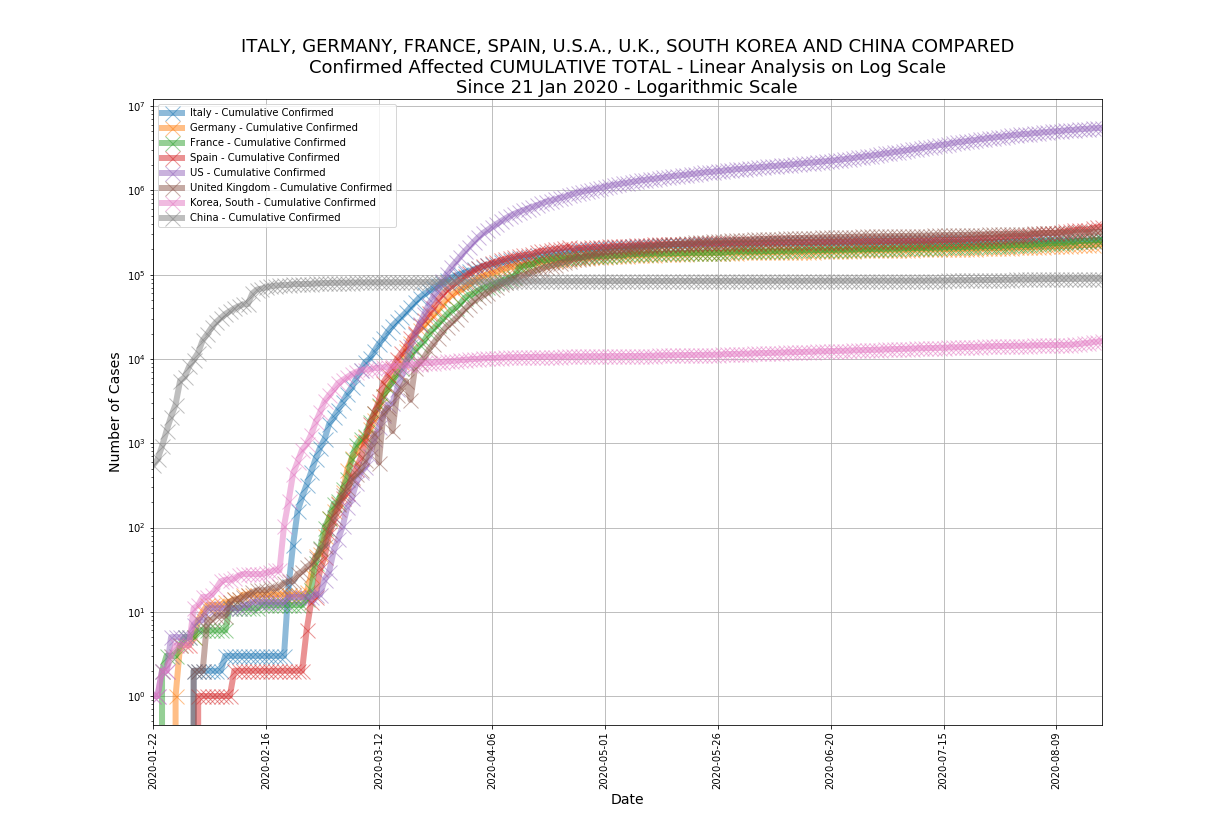 ITALY, GERMANY, FRANCE, SPAIN, U.S.A., U.K., SOUTH KOREA AND CHINA COMPARED
Confirmed Affected CUMULATIVE TOTAL - Linear Analysis on Log Scale
Since 21 Jan 2020 - Logarithmic Scale
Italy - Cumulative Confirmed
Germany - Cumulative Confirmed
France - Cumulative Confirmed
Spain - Cumulative Confirmed
US - Cumulative Confirmed
United Kingdom - Cumulative Confirmed
Korea, South - Cumulative Confirmed
China - Cumulative Confirmed
Number of Cases
10⁷
10⁶
10⁵
10⁴
10³
10²
10¹
10⁰
2020-01-22
2020-02-16
2020-03-12
2020-04-06
2020-05-01
2020-05-26
2020-06-20
2020-07-15
2020-08-09
Date